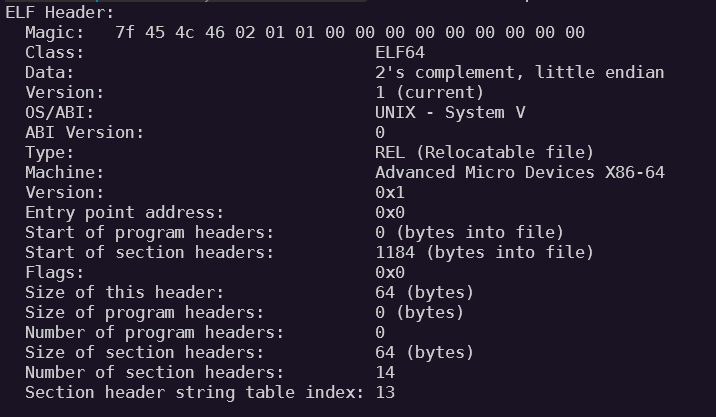 ELF Header:
  Magic:   7f 45 4c 46 02 01 01 00 00 00 00 00 00 00 00 00
  Class:                             ELF64
  Data:                              2's complement, little endian
  Version:                           1 (current)
  OS/ABI:                            UNIX - System V
  ABI Version:                       0
  Type:                              REL (Relocatable file)
  Machine:                           Advanced Micro Devices X86-64
  Version:                           0x1
  Entry point address:               0x0
  Start of program headers:          0 (bytes into file)
  Start of section headers:          1184 (bytes into file)
  Flags:                             0x0
  Size of this header:               64 (bytes)
  Size of program headers:           0 (bytes)
  Number of program headers:         0
  Size of section headers:           64 (bytes)
  Number of section headers:         14
  Section header string table index: 13